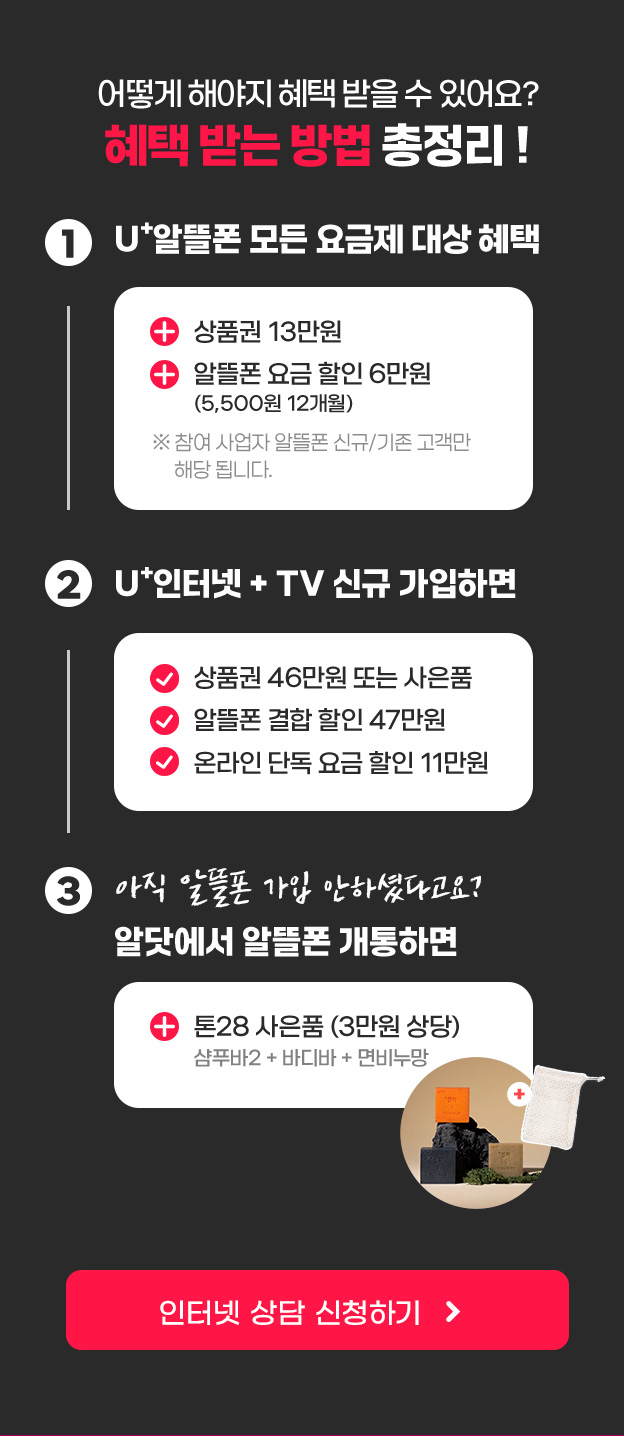 어떻게 해야지 혜택 받을 수 있어요?
혜택 받는 방법 총정리 !
1 U⁺알뜰폰 모든 요금제 대상 혜택
상품권 13만원
알뜰폰 요금 할인 6만원
(5,500원 12개월)
※ 참여 사업자 알뜰폰 신규/기존 고객만
해당 됩니다.
2 U⁺인터넷 + TV 신규 가입하면
상품권 46만원 또는 사은품
알뜰폰 결합 할인 47만원
온라인 단독 요금 할인 11만원
3 아직 알뜰폰 가입 안하셨다고요?
알닷에서 알뜰폰 개통하면
톤28 사은품 (3만원 상당)
샴푸바2 + 바디바 + 면비누망
인터넷 상담 신청하기 >